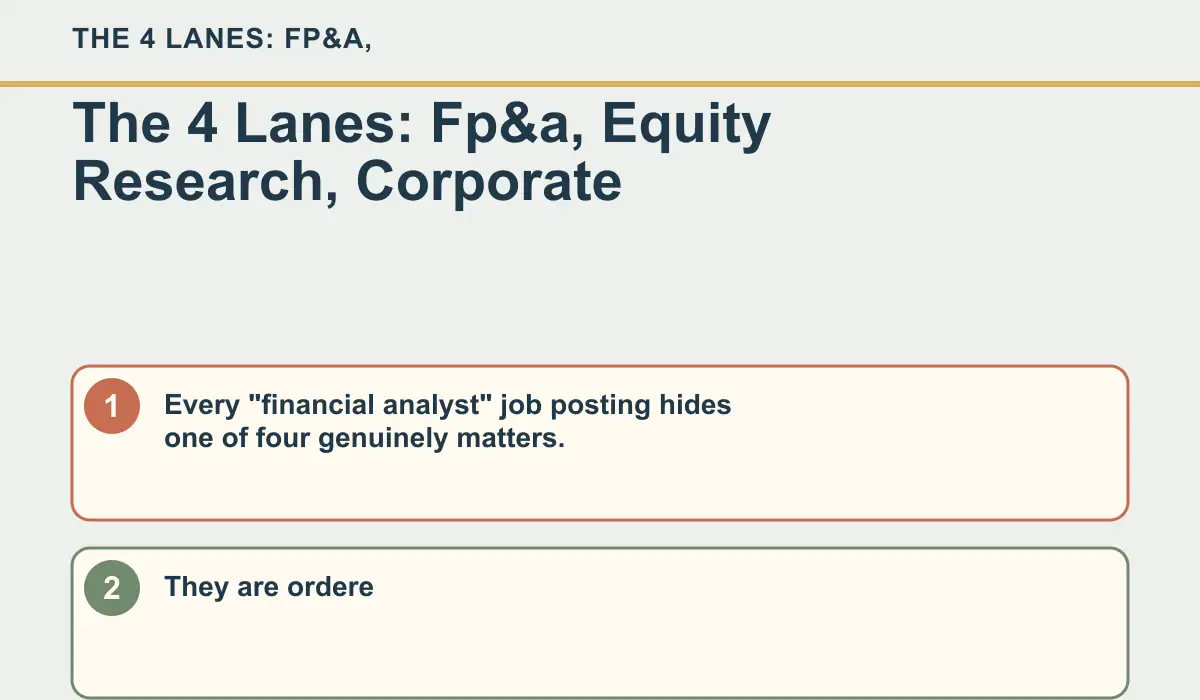 THE 4 LANES: FP&A,
The 4 Lanes: Fp&a, Equity
Research, Corporate
1
Every "financial analyst" job posting hides
one of four genuinely matters.
2
They are ordere